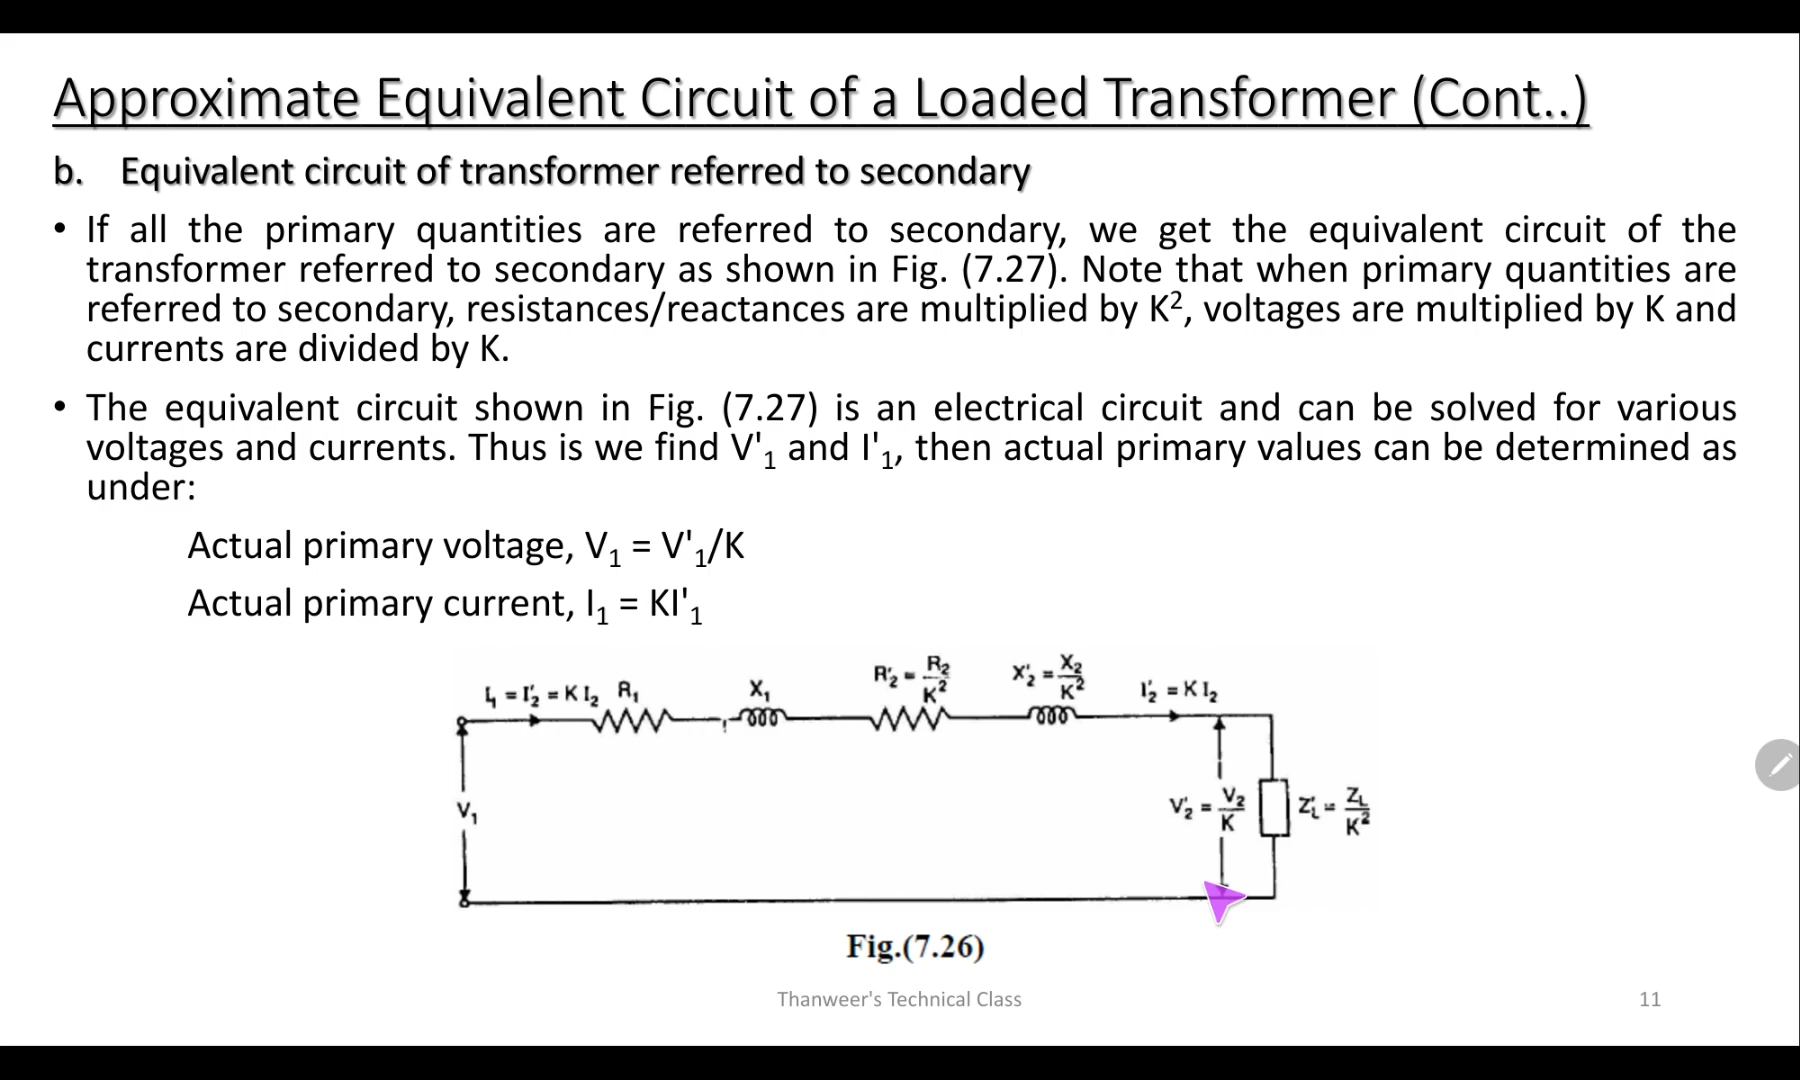 Approximate Equivalent Circuit of a Loaded Transformer (Cont..)
b. Equivalent circuit of transformer referred to secondary
• If all the primary quantities are referred to secondary, we get the equivalent circuit of the
transformer referred to secondary as shown in Fig. (7.27). Note that when primary quantities are
referred to secondary, resistances/reactances are multiplied by K², voltages are multiplied by K and
currents are divided by K.
• The equivalent circuit shown in Fig. (7.27) is an electrical circuit and can be solved for various
voltages and currents. Thus is we find V'₁ and I'₁, then actual primary values can be determined as
under:
Actual primary voltage, V₁ = V'₁/K
Actual primary current, I₁ = KI'₁
I₁ = I'₂ = K I₂ R₁ X₁ R'₂ = R₂/K² X'₂ = X₂/K² I'₂ = K I₂
V₁ V'₂ = V₂/K Z'L = ZL/K²
Fig.(7.26)
Thanweer's Technical Class 11